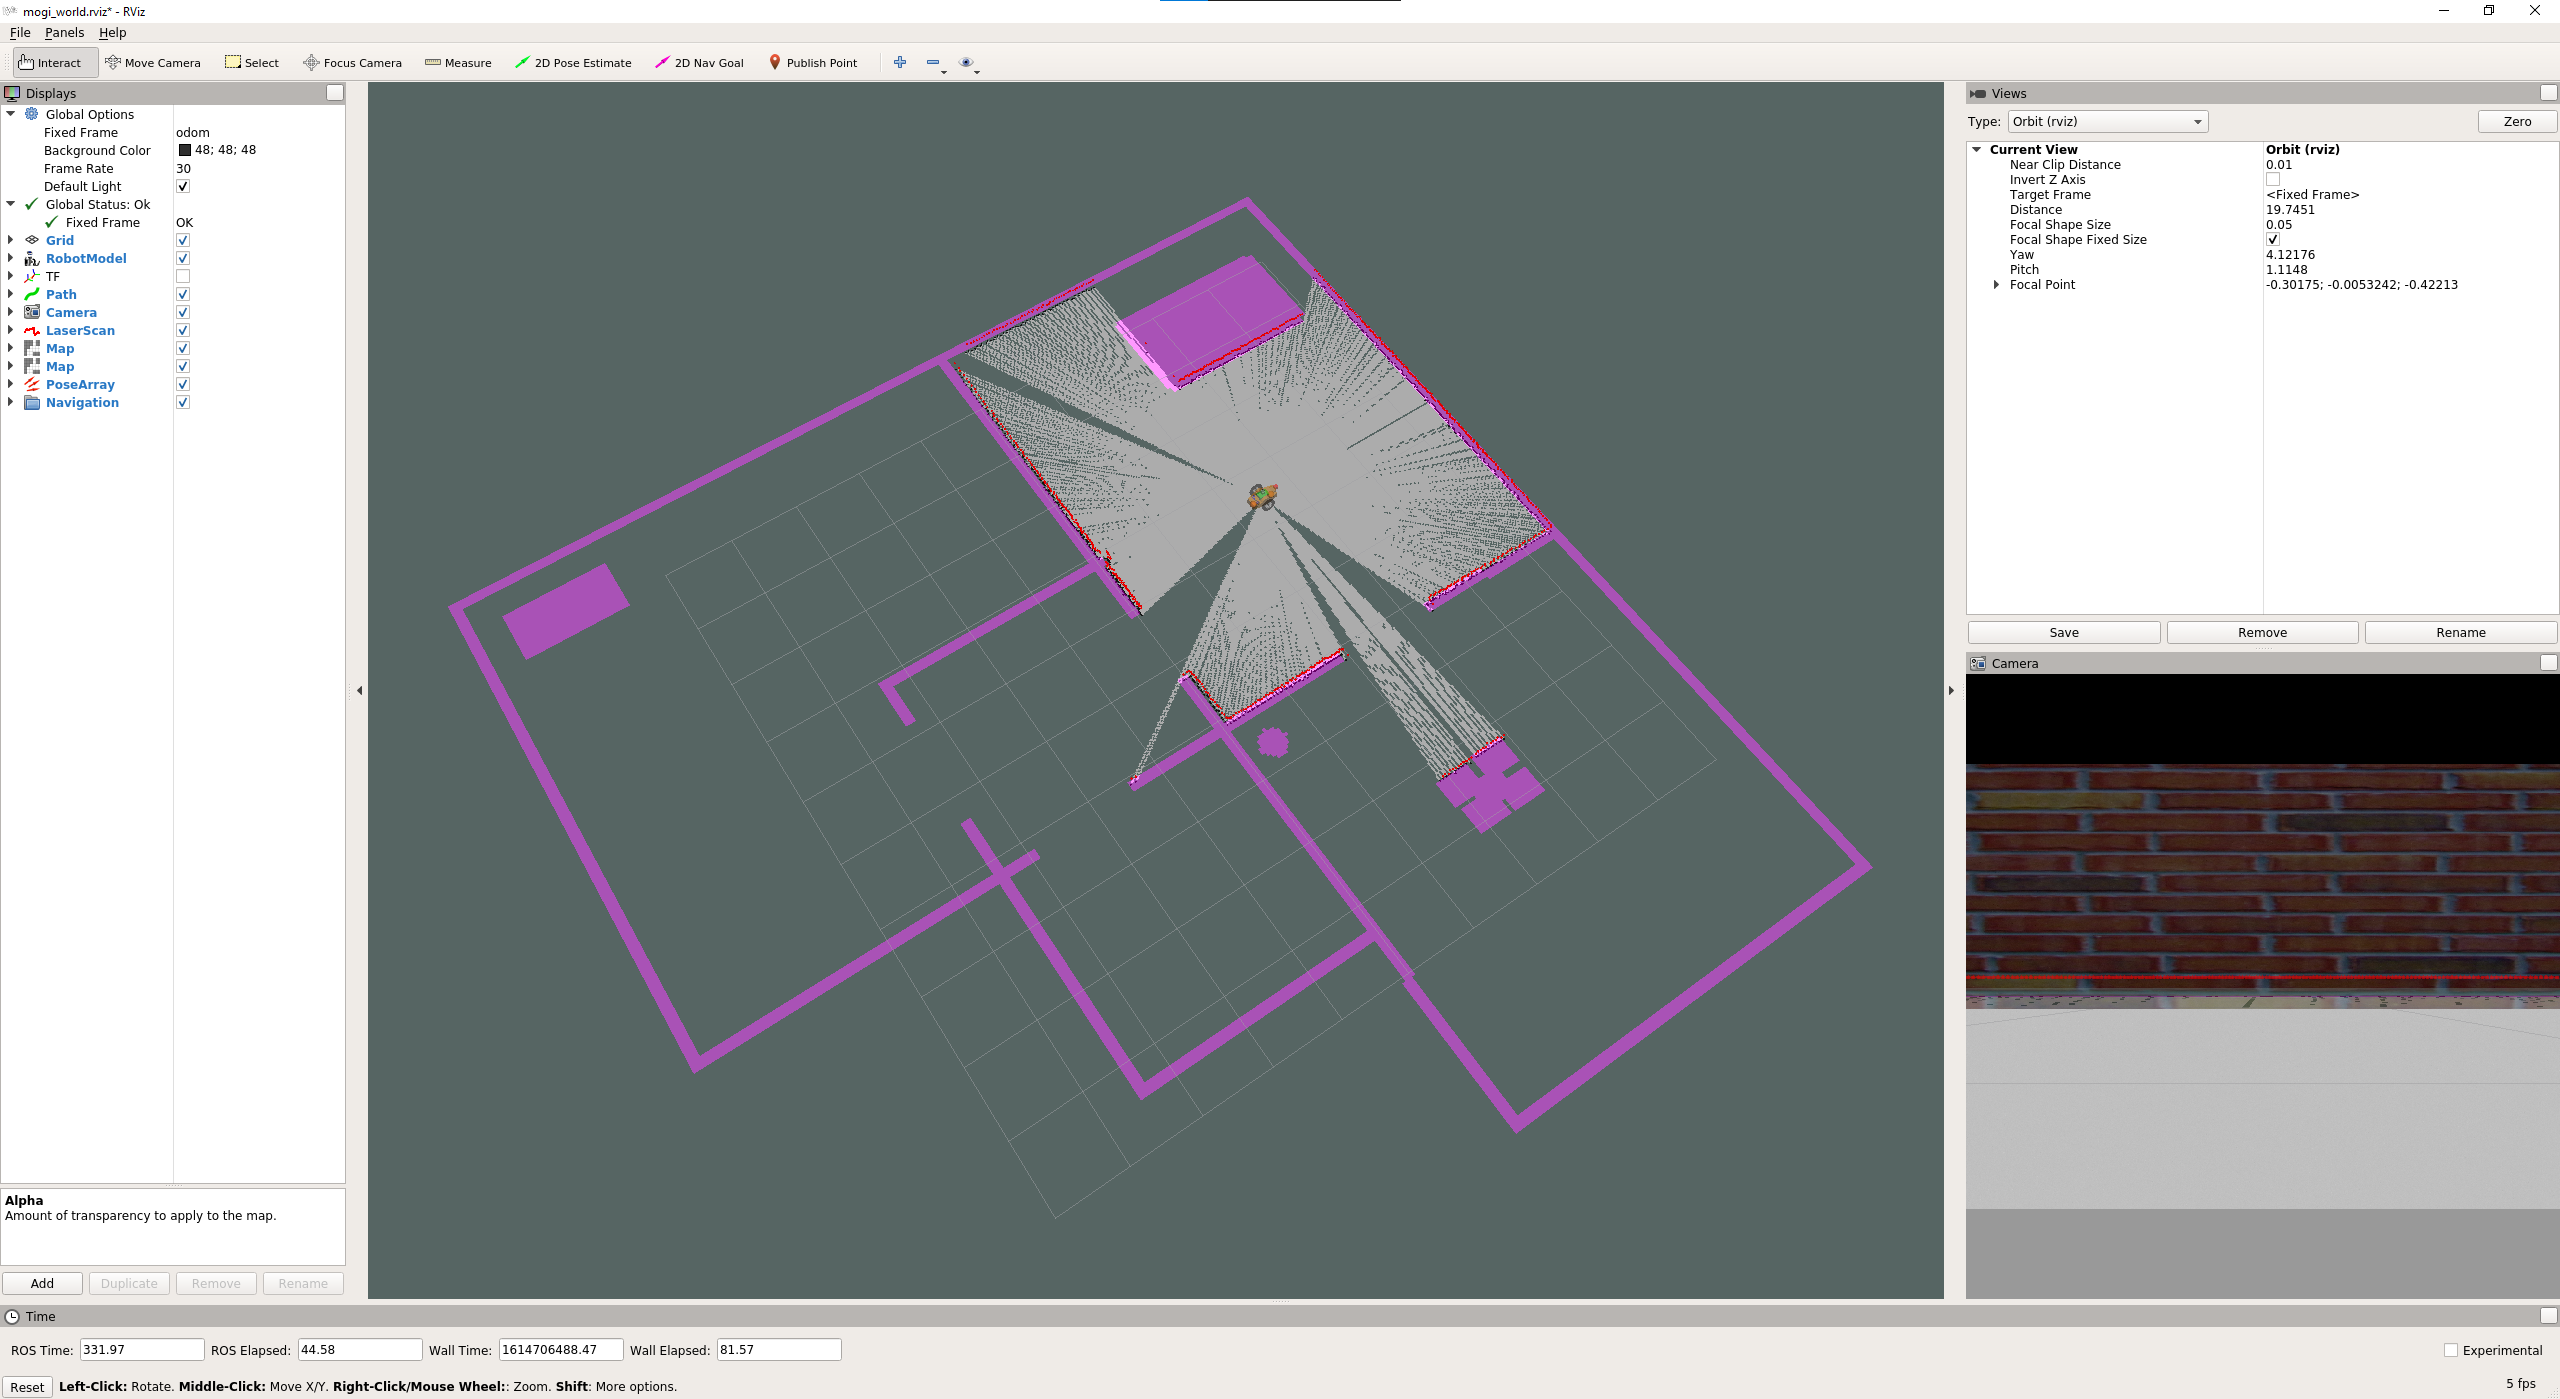 mogi_world.rviz* - RViz
File Panels Help
Interact Move Camera Select Focus Camera Measure 2D Pose Estimate 2D Nav Goal Publish Point
Displays
Global Options
Fixed Frame odom
Background Color 48; 48; 48
Frame Rate 30
Default Light
Global Status: Ok
Fixed Frame OK
Grid
RobotModel
TF
Path
Camera
LaserScan
Map
Map
PoseArray
Navigation
Alpha
Amount of transparency to apply to the map.
Add Duplicate Remove Rename
Views
Type: Orbit (rviz) Zero
Current View Orbit (rviz)
Near Clip Distance 0.01
Invert Z Axis
Target Frame <Fixed Frame>
Distance 19.7451
Focal Shape Size 0.05
Focal Shape Fixed Size
Yaw 4.12176
Pitch 1.1148
Focal Point -0.30175; -0.0053242; -0.42213
Save Remove Rename
Camera
Time
ROS Time: 331.97 ROS Elapsed: 44.58 Wall Time: 1614706488.47 Wall Elapsed: 81.57 Experimental
Reset Left-Click: Rotate. Middle-Click: Move X/Y. Right-Click/Mouse Wheel:: Zoom. Shift: More options. 5 fps